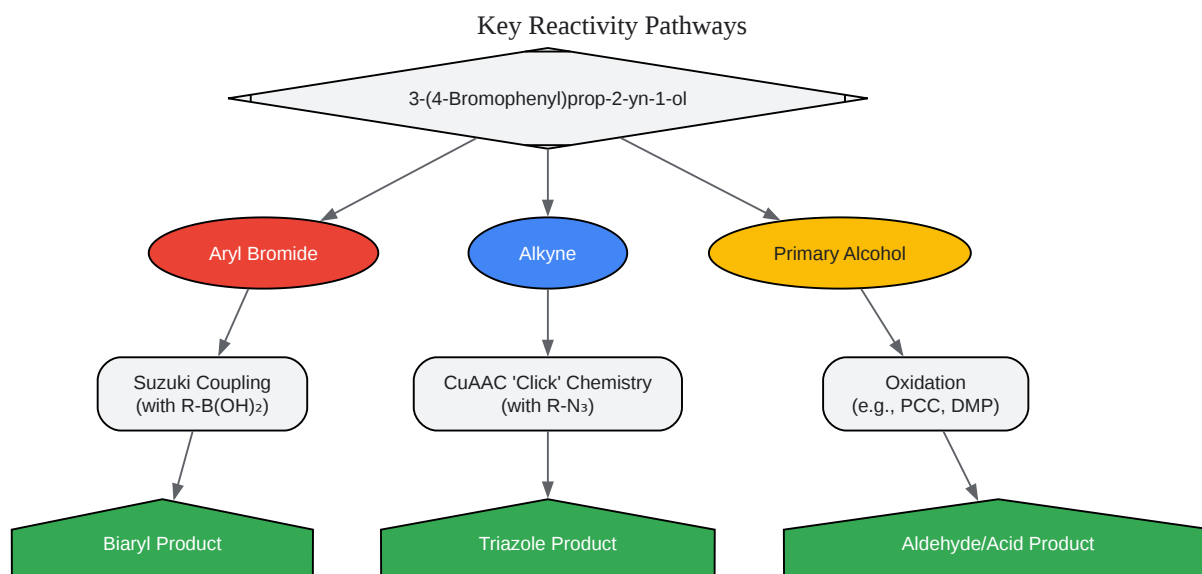 Key Reactivity Pathways
3-(4-Bromophenyl)prop-2-yn-1-ol
Aryl Bromide
Alkyne
Primary Alcohol
Suzuki Coupling
(with R-B(OH)₂)
CuAAC 'Click' Chemistry
(with R-N₃)
Oxidation
(e.g., PCC, DMP)
Biaryl Product
Triazole Product
Aldehyde/Acid Product